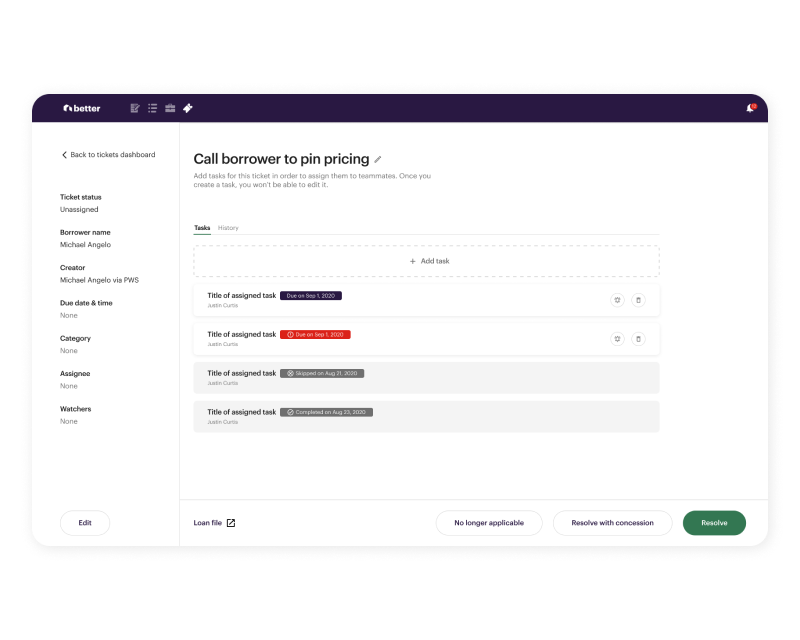 better
Back to tickets dashboard
Ticket status
Unassigned
Borrower name
Michael Angelo
Creator
Michael Angelo via PWS
Due date & time
None
Category
None
Assignee
None
Watchers
None
Edit
Call borrower to pin pricing
Add tasks for this ticket in order to assign them to teammates. Once you
create a task, you won't be able to edit it.
Tasks History
+ Add task
Title of assigned task Due on Sep 1, 2020
Justin Curtis
Title of assigned task Due on Sep 1, 2020
Justin Curtis
Title of assigned task Skipped on Aug 21, 2020
Justin Curtis
Title of assigned task Completed on Aug 23, 2020
Justin Curtis
Loan file
No longer applicable
Resolve with concession
Resolve